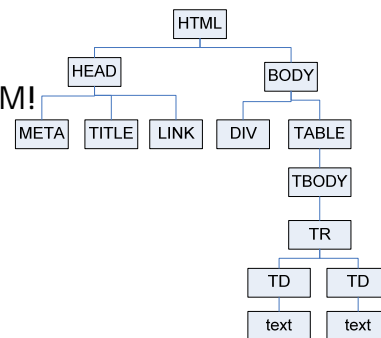 HTML
HEAD
BODY
M!
META
TITLE
LINK
DIV
TABLE
TBODY
TR
TD
TD
text
text